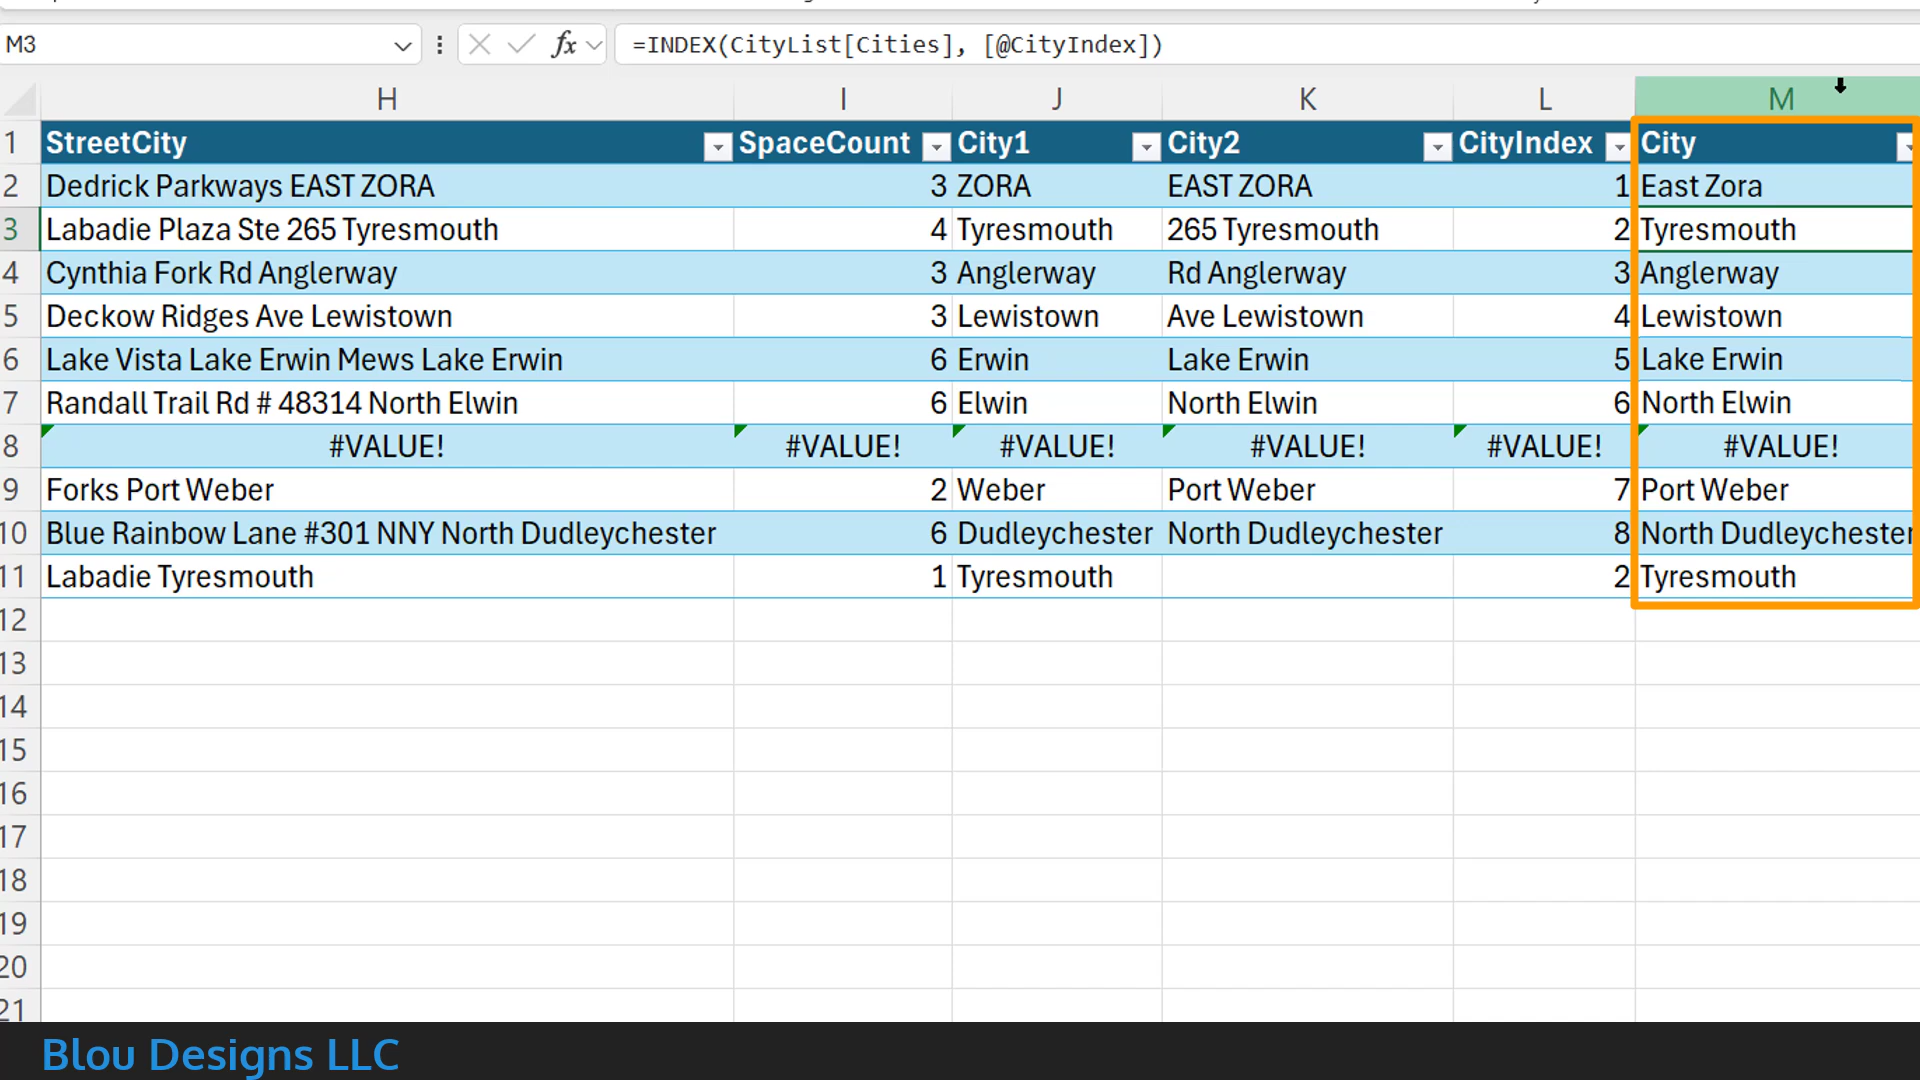 M3 fx =INDEX(CityList[Cities], [@CityIndex])
H I J K L M
1 StreetCity SpaceCount City1 City2 CityIndex City
2 Dedrick Parkways EAST ZORA 3 ZORA EAST ZORA 1 East Zora
3 Labadie Plaza Ste 265 Tyresmouth 4 Tyresmouth 265 Tyresmouth 2 Tyresmouth
4 Cynthia Fork Rd Anglerway 3 Anglerway Rd Anglerway 3 Anglerway
5 Deckow Ridges Ave Lewistown 3 Lewistown Ave Lewistown 4 Lewistown
6 Lake Vista Lake Erwin Mews Lake Erwin 6 Erwin Lake Erwin 5 Lake Erwin
7 Randall Trail Rd # 48314 North Elwin 6 Elwin North Elwin 6 North Elwin
8 #VALUE! #VALUE! #VALUE! #VALUE! #VALUE! #VALUE!
9 Forks Port Weber 2 Weber Port Weber 7 Port Weber
10 Blue Rainbow Lane #301 NNY North Dudleychester 6 Dudleychester North Dudleychester 8 North Dudleychester
11 Labadie Tyresmouth 1 Tyresmouth 2 Tyresmouth
12
13
14
15
16
17
18
19
20
21
Blou Designs LLC